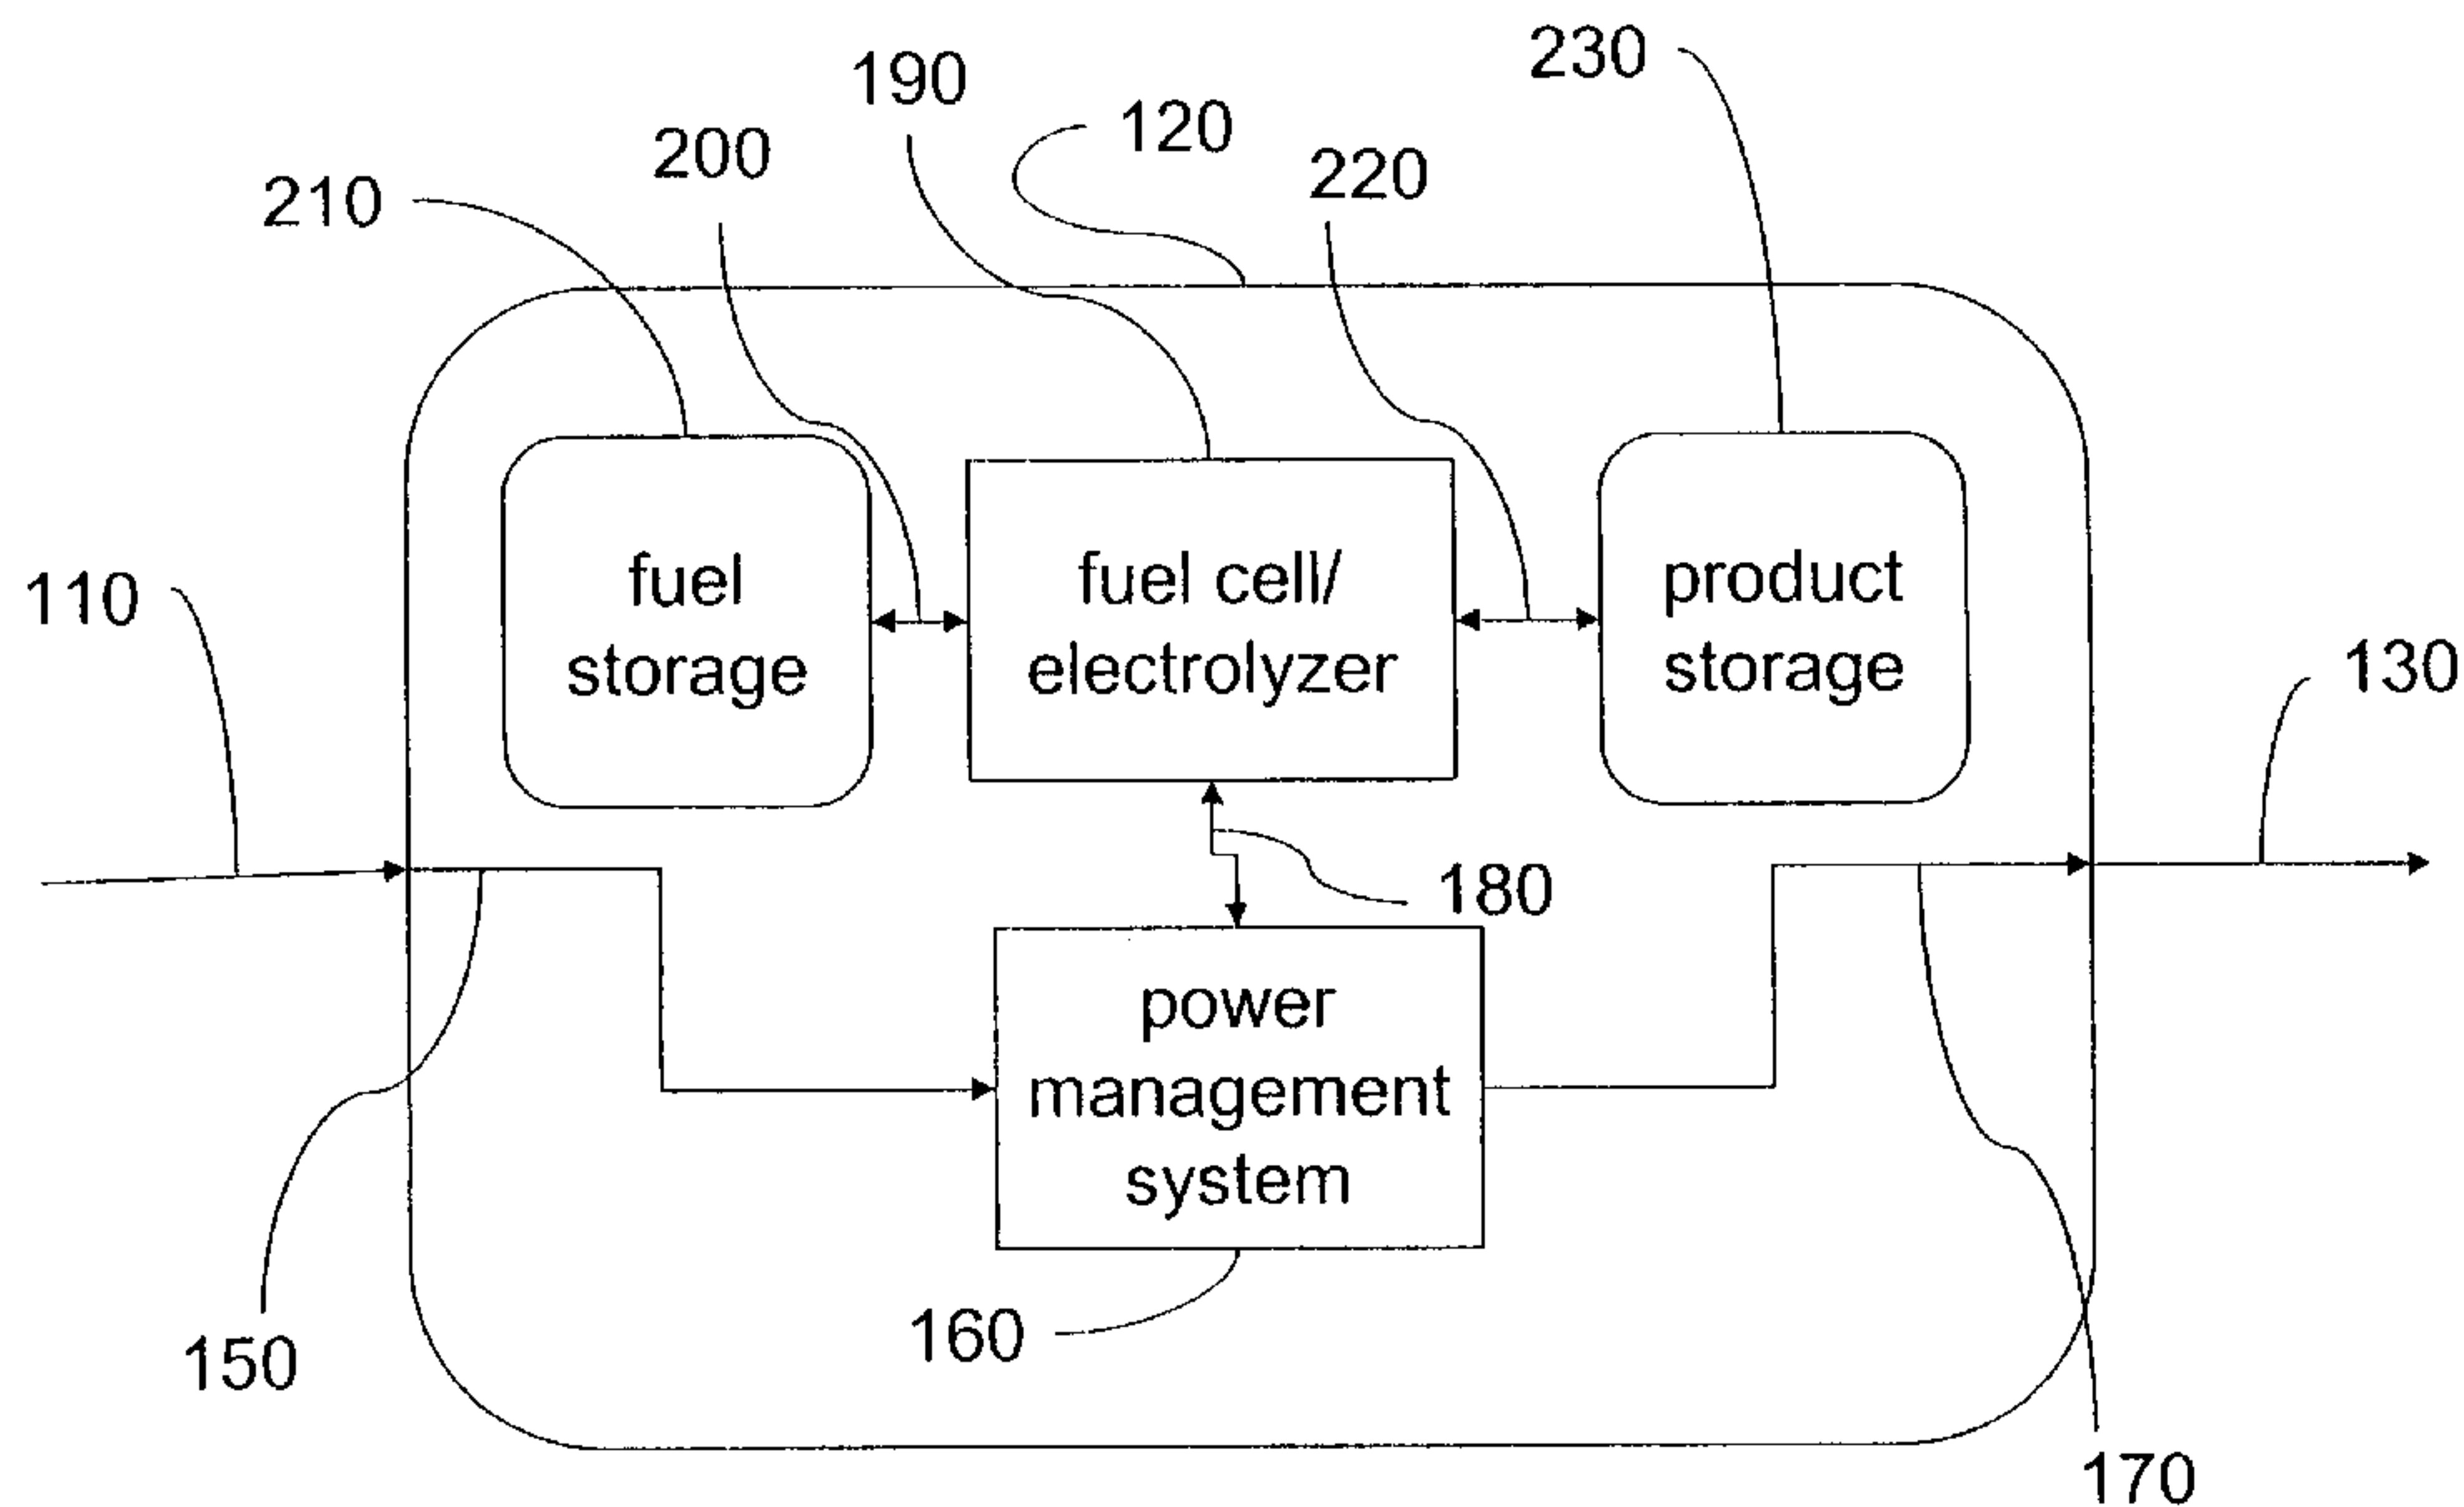 230
190
120
200
220
210
fuel
storage
fuel cell/
electrolyzer
product
storage
110
130
180
power
management
system
160
150
170